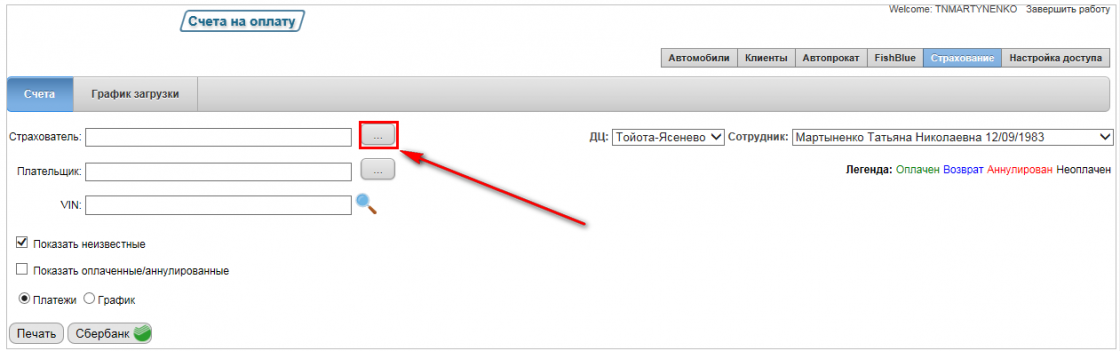 Welcome: TNMARTYNENKO Завершить работу
Счета на оплату
Автомобили Клиенты Автопрокат FishBlue Страхование Настройка доступа
Счета График загрузки
Страхователь: ... ДЦ: Тойота-Ясенево Сотрудник: Мартыненко Татьяна Николаевна 12/09/1983
Плательщик: ... Легенда: Оплачен Возврат Аннулирован Неоплачен
VIN:
Показать неизвестные
Показать оплаченные/аннулированные
Платежи График
Печать Сбербанк